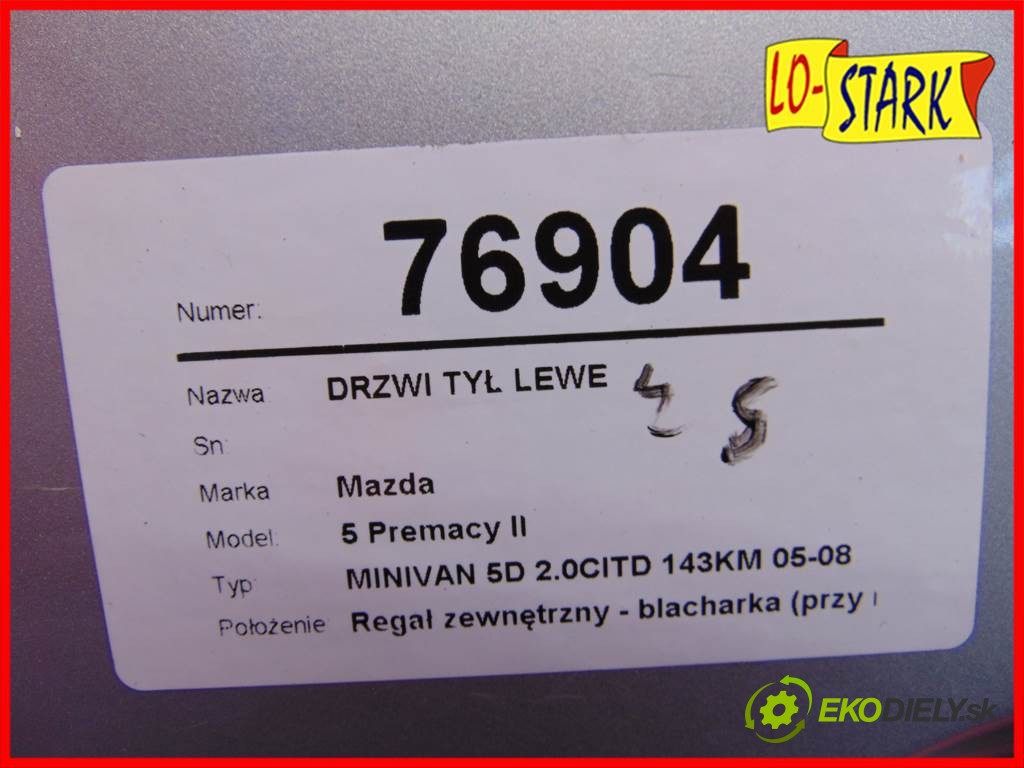 LO-STARK
Numer: 76904
Nazwa DRZWI TYŁ LEWE
Sn
Marka Mazda
Model. 5 Premacy II
Typ MINIVAN 5D 2.0CITD 143KM 05-08
Położenie Regał zewnętrzny - blacharka (przy
EKODIELY.sk